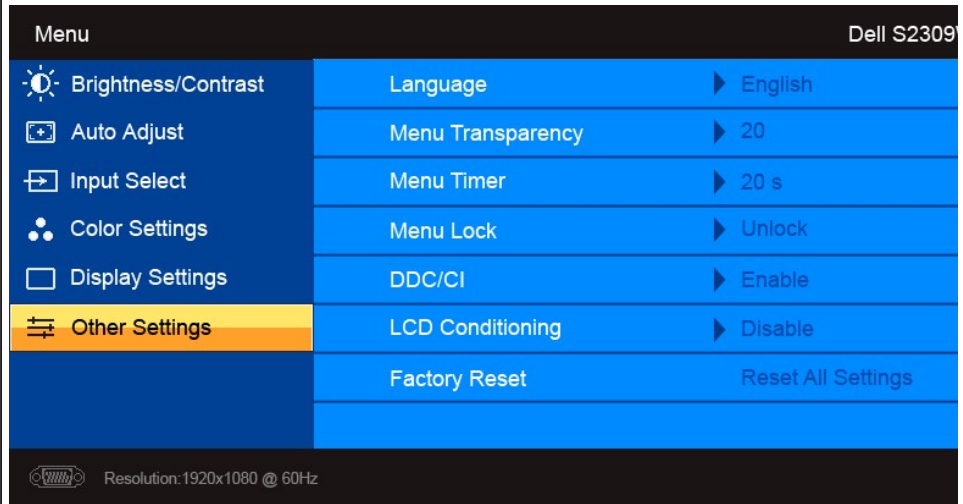 Menu Dell S2309W
Brightness/Contrast
Auto Adjust
Input Select
Color Settings
Display Settings
Other Settings
Language English
Menu Transparency 20
Menu Timer 20 s
Menu Lock Unlock
DDC/CI Enable
LCD Conditioning Disable
Factory Reset Reset All Settings
Resolution:1920x1080 @ 60Hz